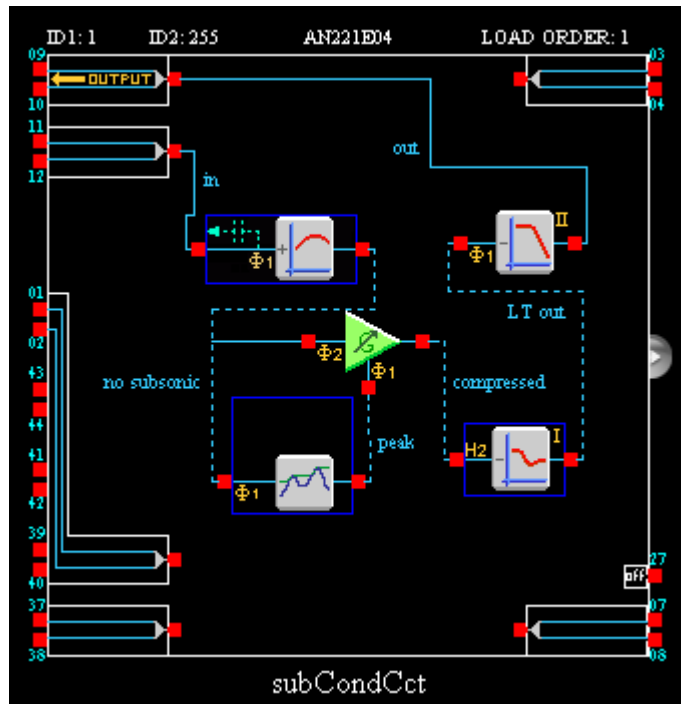 ID1: 1 ID2: 255 AN221E04 LOAD ORDER: 1
09 03
OUTPUT
10 04
11
out
12
in
II
Φ1 Φ1
01
LT out
02
Φ2
Φ1
43
no subsonic compressed
44
peak H2 I
41
Φ1
42
39
27
off
40
37 07
38 08
subCondCct